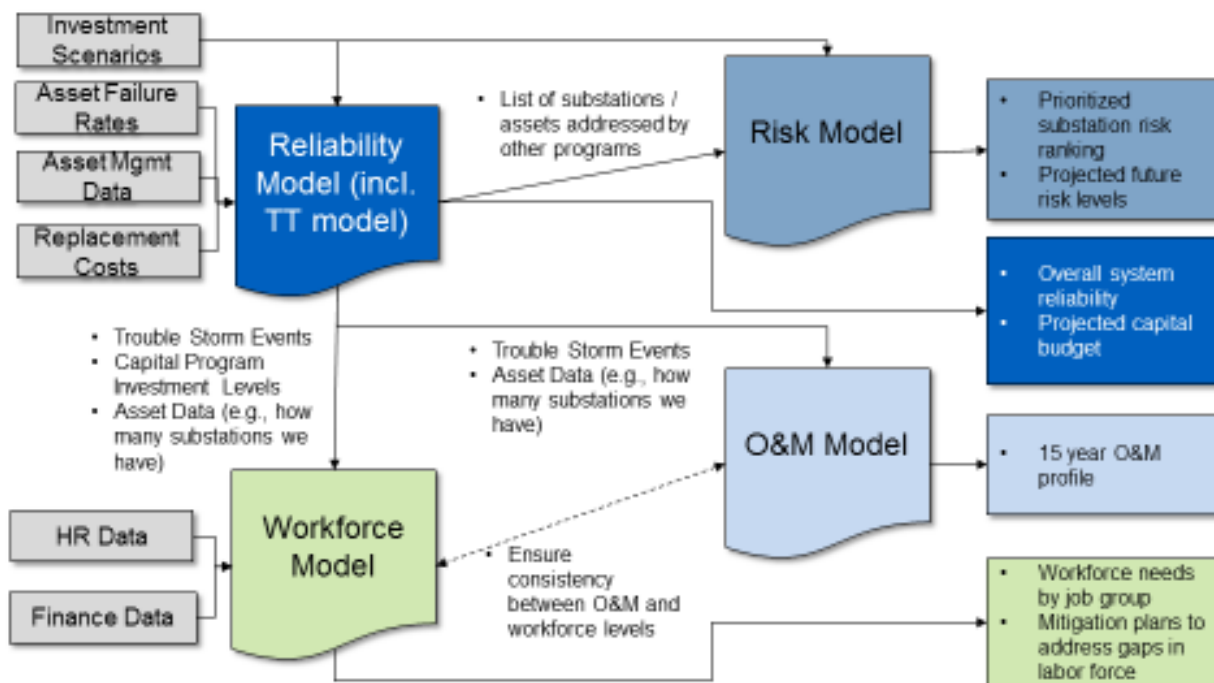 Investment
Scenarios
Asset Failure
Rates
Asset Mgmt
Data
Replacement
Costs
Reliability
Model (incl.
TT model)
• List of substations /
assets addressed by
other programs
Risk Model
• Prioritized
substation risk
ranking
• Projected future
risk levels
• Overall system
reliability
• Projected capital
budget
• Trouble Storm Events
• Capital Program
Investment Levels
• Asset Data (e.g., how
many substations we
have)
• Trouble Storm Events
• Asset Data (e.g., how
many substations we
have)
O&M Model
• 15 year O&M
profile
HR Data
Finance Data
Workforce
Model
• Ensure
consistency
between O&M and
workforce levels
• Workforce needs
by job group
• Mitigation plans to
address gaps in
labor force